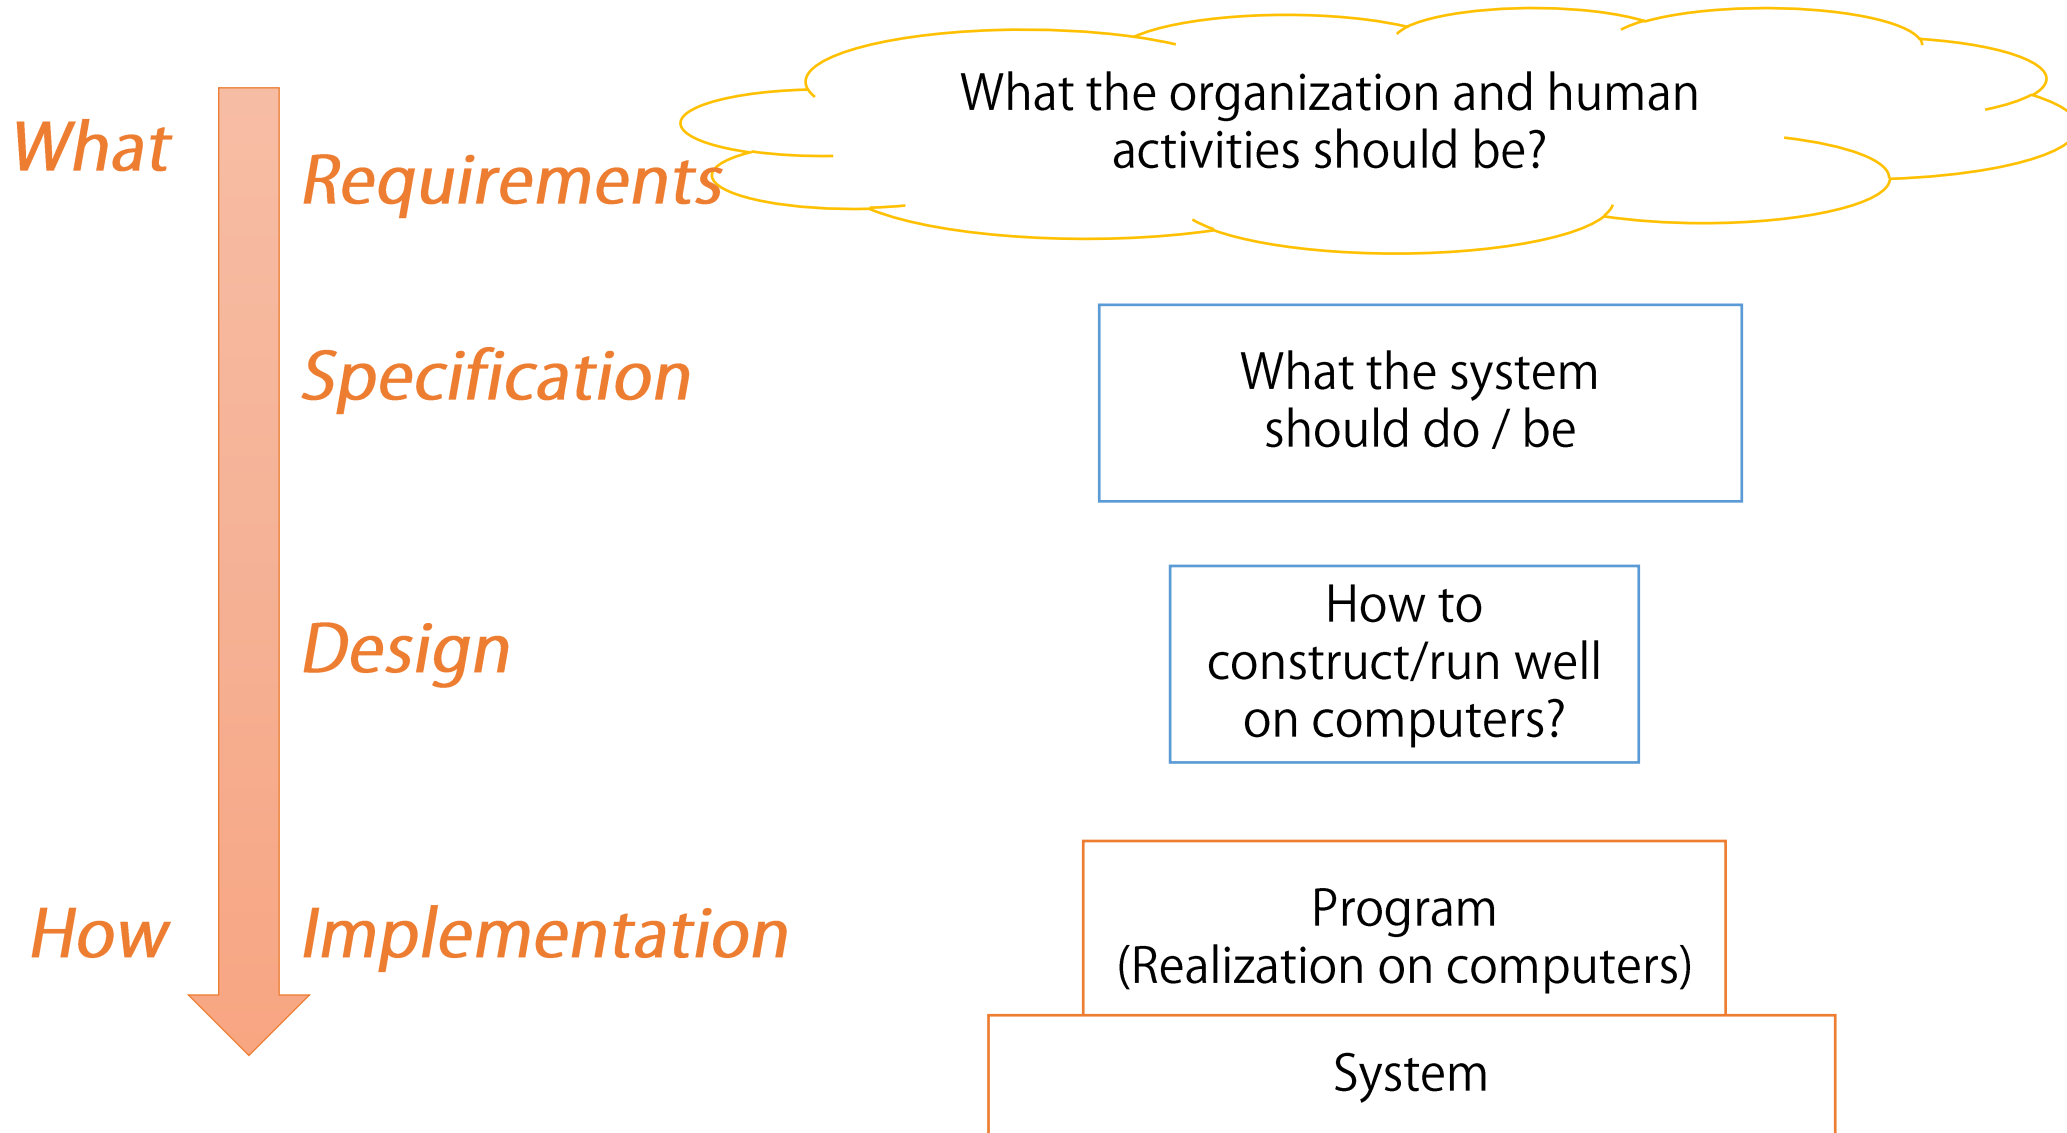 What
Requirements
What the organization and human
activities should be?
Specification
What the system
should do / be
Design
How to
construct/run well
on computers?
How
Implementation
Program
(Realization on computers)
System